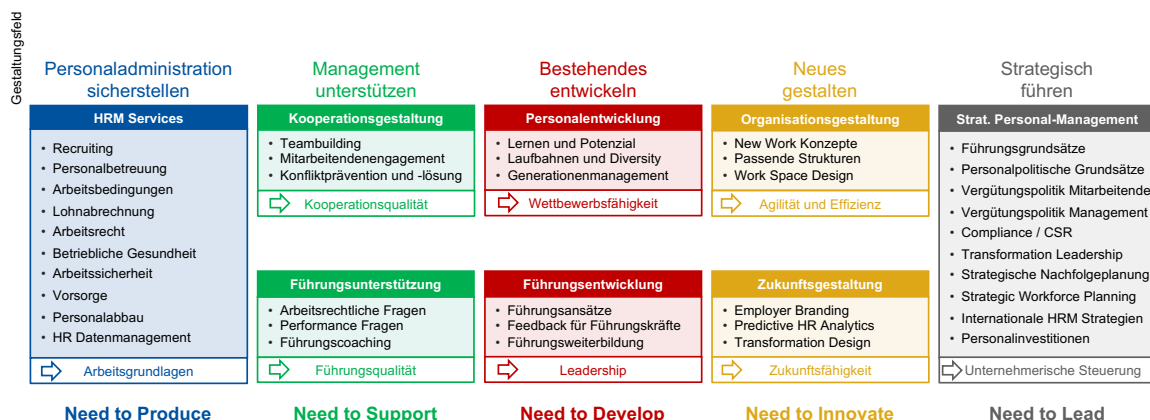 Gestaltungsfeld
Personaladministration
sicherstellen
HRM Services
• Recruiting
• Personalbetreuung
• Arbeitsbedingungen
• Lohnabrechnung
• Arbeitsrecht
• Betriebliche Gesundheit
• Arbeitssicherheit
• Vorsorge
• Personalabbau
• HR Datenmanagement
Arbeitsgrundlagen
Need to Produce
Management
unterstützen
Kooperationsgestaltung
• Teambuilding
• Mitarbeitendenengagement
• Konfliktprävention und -lösung
Kooperationsqualität
Führungsunterstützung
• Arbeitsrechtliche Fragen
• Performance Fragen
• Führungscoaching
Führungsqualität
Need to Support
Bestehendes
entwickeln
Personalentwicklung
• Lernen und Potenzial
• Laufbahnen und Diversity
• Generationenmanagement
Wettbewerbsfähigkeit
Führungsentwicklung
• Führungsansätze
• Feedback für Führungskräfte
• Führungsweiterbildung
Leadership
Need to Develop
Neues
gestalten
Organisationsgestaltung
• New Work Konzepte
• Passende Strukturen
• Work Space Design
Agilität und Effizienz
Zukunftsgestaltung
• Employer Branding
• Predictive HR Analytics
• Transformation Design
Zukunftsfähigkeit
Need to Innovate
Strategisch
führen
Strat. Personal-Management
• Führungsgrundsätze
• Personalpolitische Grundsätze
• Vergütungspolitik Mitarbeitende
• Vergütungspolitik Management
• Compliance / CSR
• Transformation Leadership
• Strategische Nachfolgeplanung
• Strategic Workforce Planning
• Internationale HRM Strategien
• Personalinvestitionen
Unternehmerische Steuerung
Need to Lead